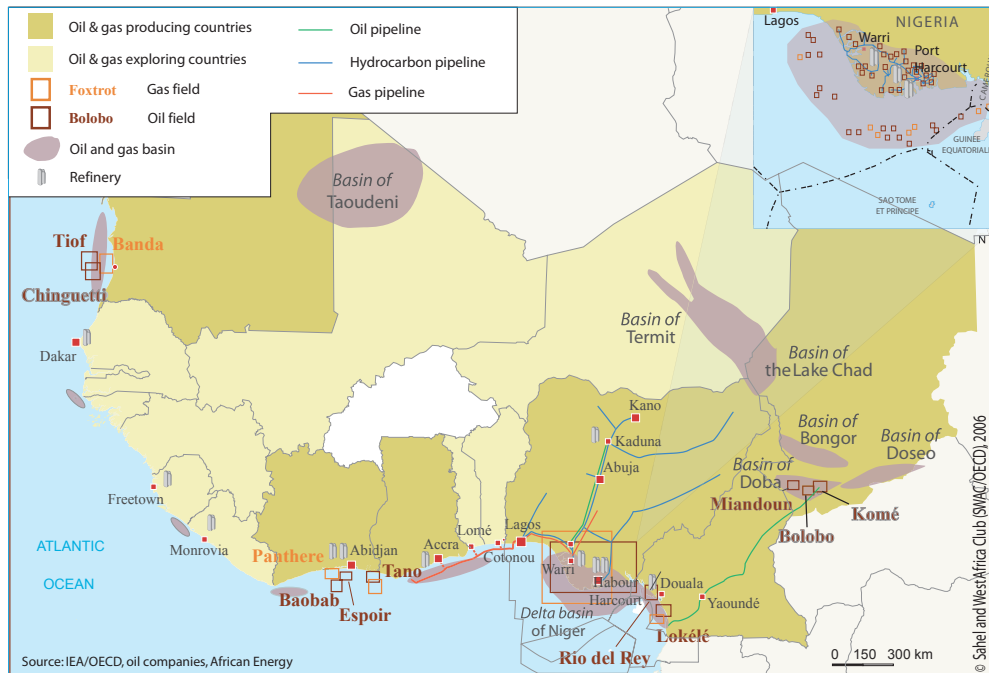 Oil & gas producing countries
Oil & gas exploring countries
Foxtrot Gas field
Bolobo Oil field
Oil and gas basin
Refinery
Oil pipeline
Hydrocarbon pipeline
Gas pipeline
Lagos
NIGERIA
Warri
Port
Harcourt
CAMEROUN
GUINEE
EQUATORIALE
SAO TOME
ET PRINCIPE
e
N
Basin of
Taoudeni
Tiof
Banda
Chinguetti
Dakar
Basin of
Termit
Basin of
the Lake Chad
Kano
Kaduna
Abuja
Basin of
Bongor
Basin of
Doseo
Basin of
Doba
Miandoun
Komé
Bolobo
Freetown
Monrovia
ATLANTIC
OCEAN
Panthere
Abidjan
Accra
Lomé
Lagos
Cotonou
Tano
Baobab
Espoir
Warri
Habour
Harcourt
Douala
Yaoundé
Delta basin
of Niger
Lokélé
Rio del Rey
Source: IEA/OECD, oil companies, African Energy
0 150 300 km
© Sahel and West Africa Club (SWAC/OECD), 2006